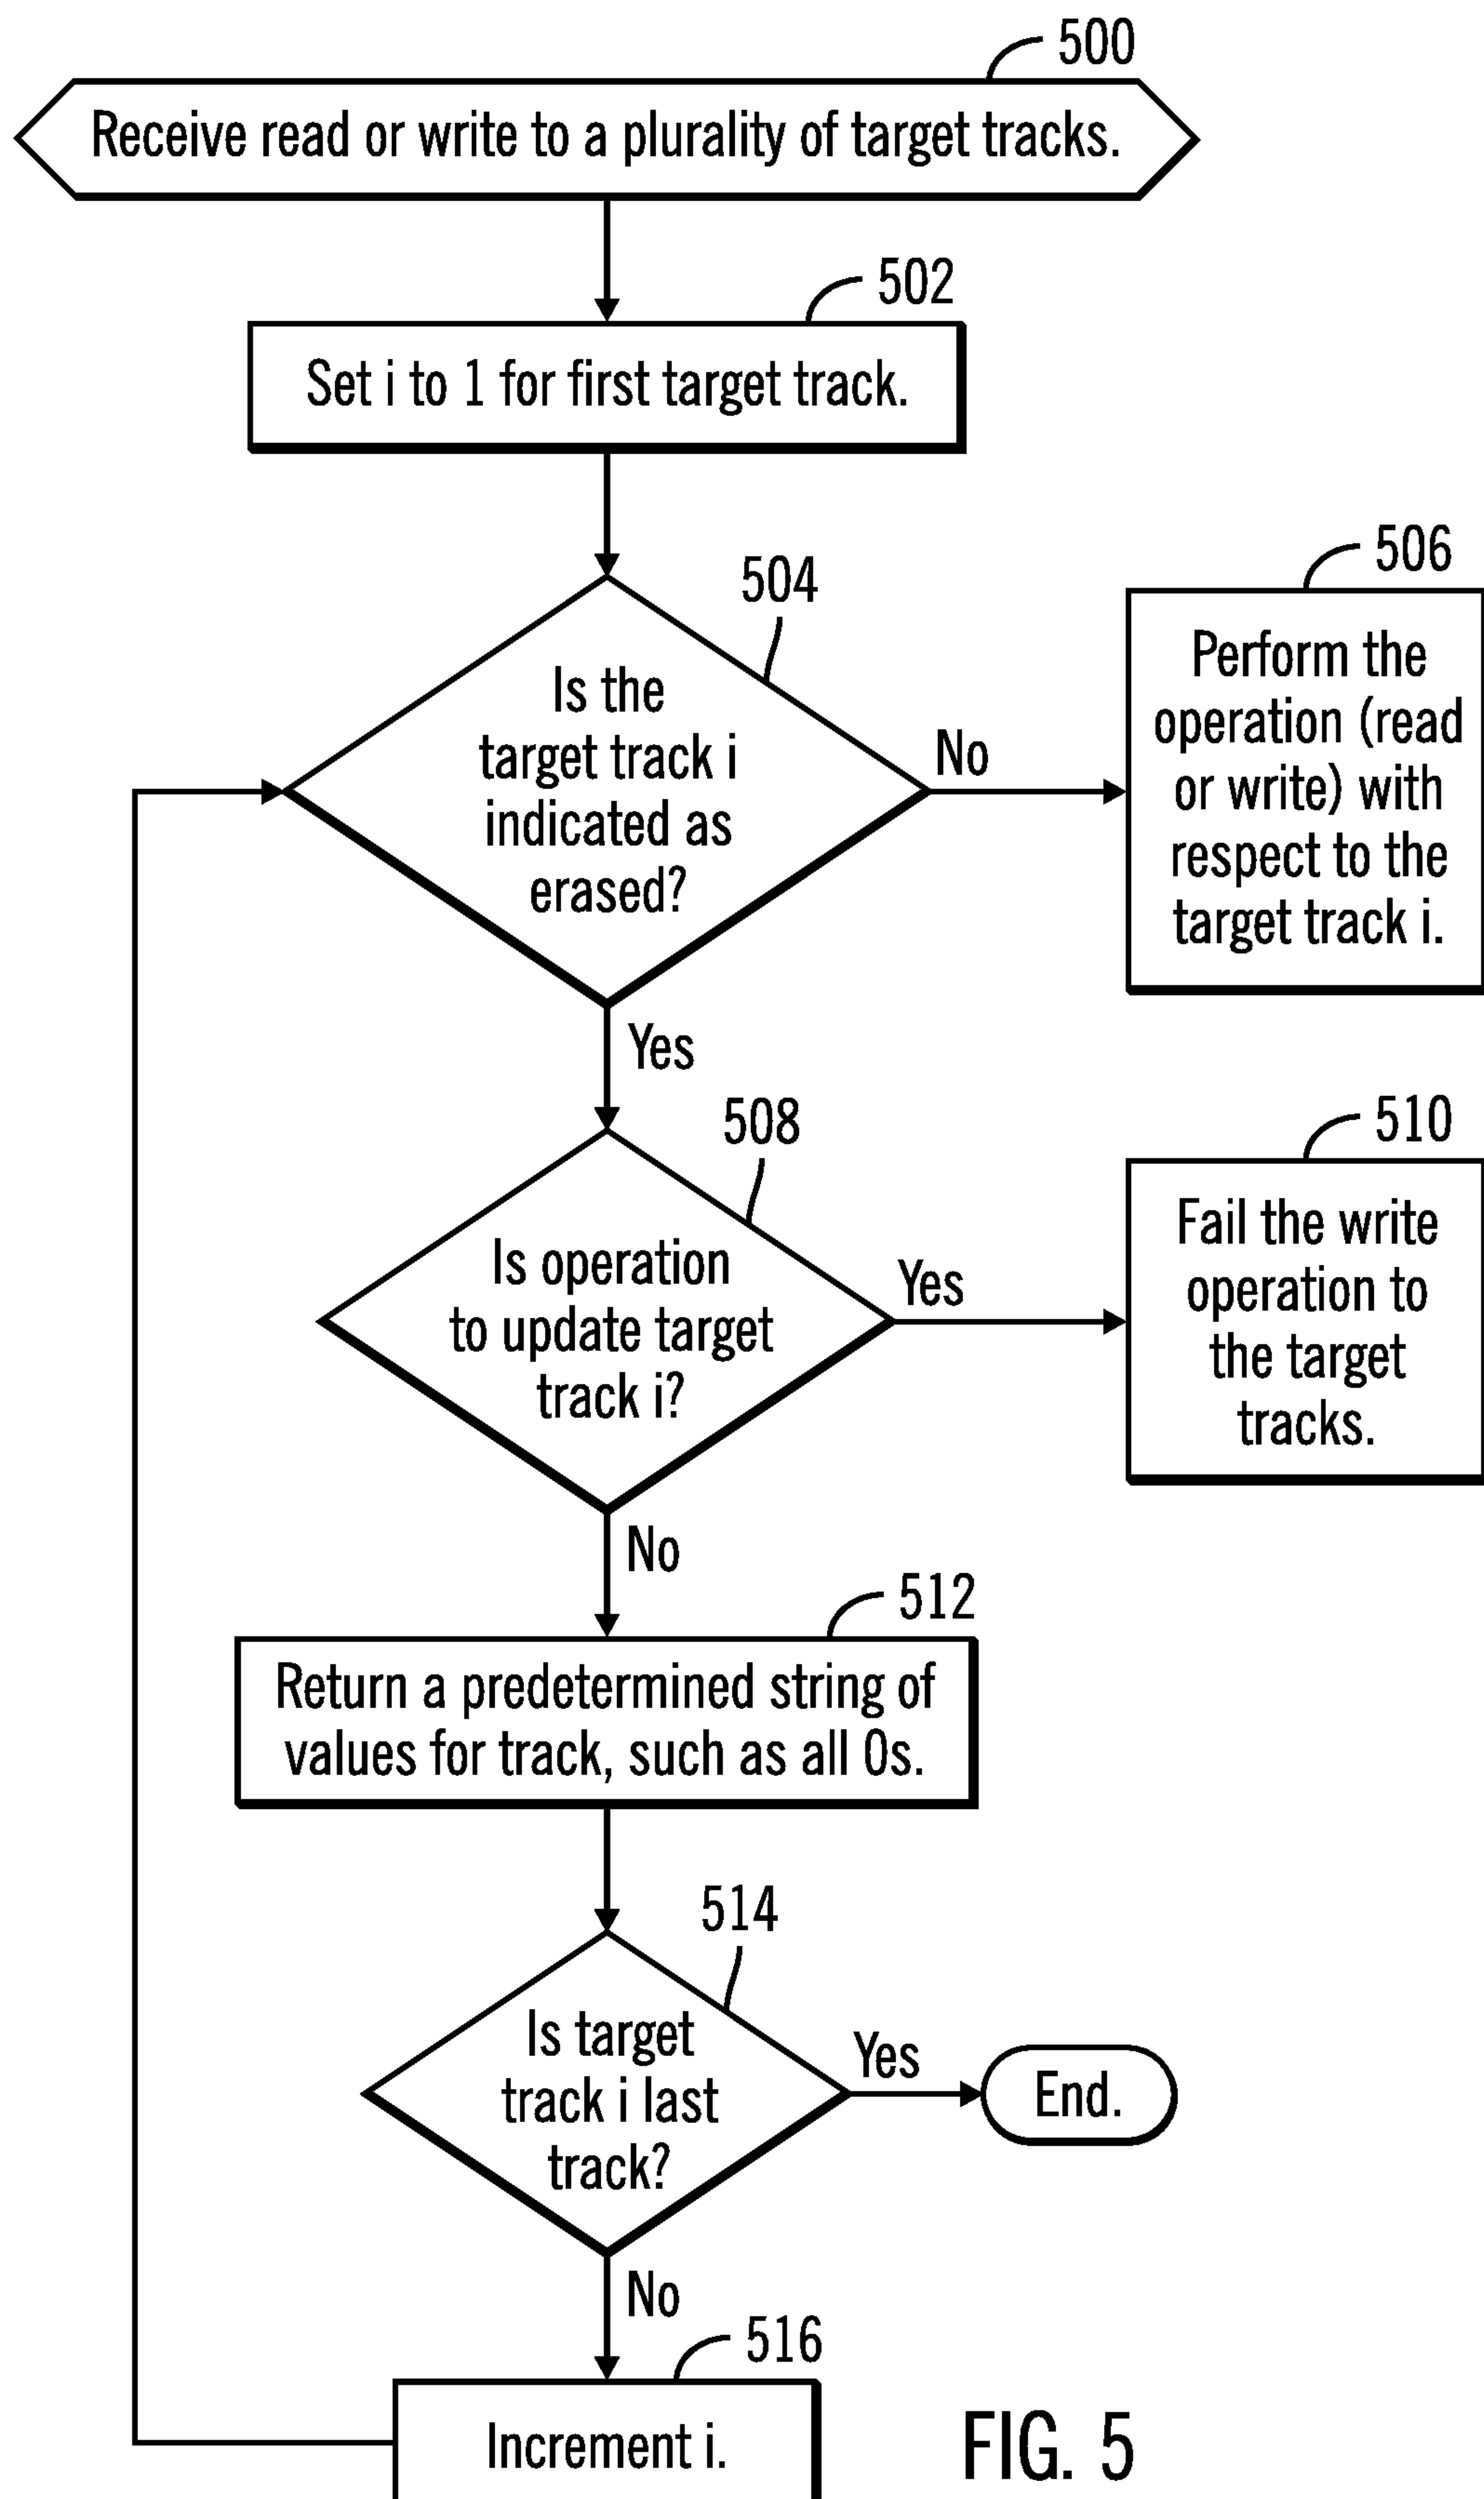 500
Receive read or write to a plurality of target tracks.
502
Set i to 1 for first target track.
504
Is the
target track i
indicated as
erased?
No
506
Perform the
operation (read
or write) with
respect to the
target track i.
Yes
508
Is operation
to update target
track i?
Yes
510
Fail the write
operation to
the target
tracks.
No
512
Return a predetermined string of
values for track, such as all 0s.
514
Is target
track i last
track?
Yes
End.
No
516
Increment i.
FIG. 5